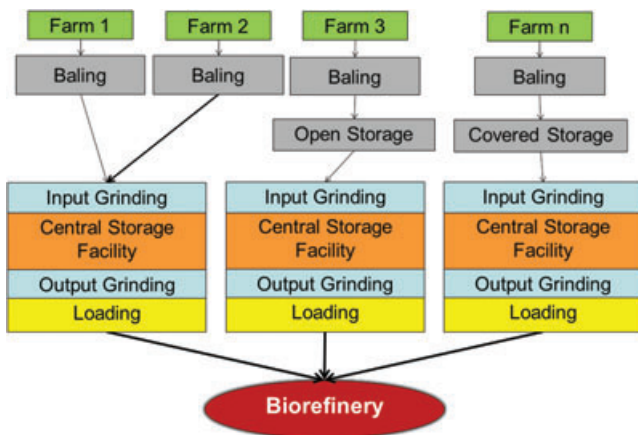 Farm 1
Farm 2
Farm 3
Farm n
Baling
Baling
Baling
Baling
Open Storage
Covered Storage
Input Grinding
Input Grinding
Input Grinding
Central Storage
Facility
Central Storage
Facility
Central Storage
Facility
Output Grinding
Output Grinding
Output Grinding
Loading
Loading
Loading
Biorefinery